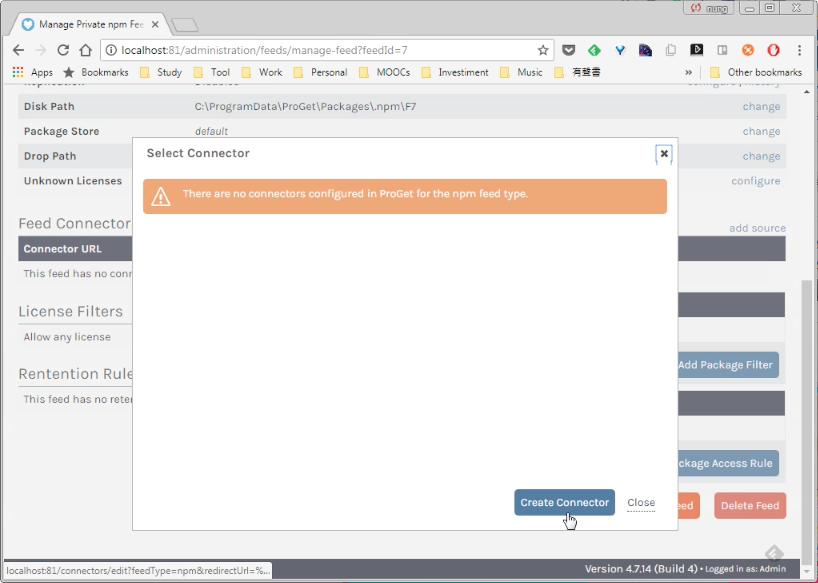 mung
Manage Private npm Fee
localhost:81/administration/feeds/manage-feed?feedId=7
Apps Bookmarks Study Tool Work Personal MOOCs Investiment Music 有聲書 » Other bookmarks
Disk Path C:\ProgramData\ProGet\Packages\.npm\F7 change
Package Store default change
Drop Path change
Unknown Licenses configure
Select Connector
There are no connectors configured in ProGet for the npm feed type.
Feed Connector add source
Connector URL
This feed has no conn
License Filters
Allow any license
Rentention Rule
This feed has no reten
Add Package Filter
ckage Access Rule
Create Connector Close
eed Delete Feed
localhost:81/connectors/edit?feedType=npm&redirectUrl=%...
Version 4.7.14 (Build 4) • Logged in as: Admin